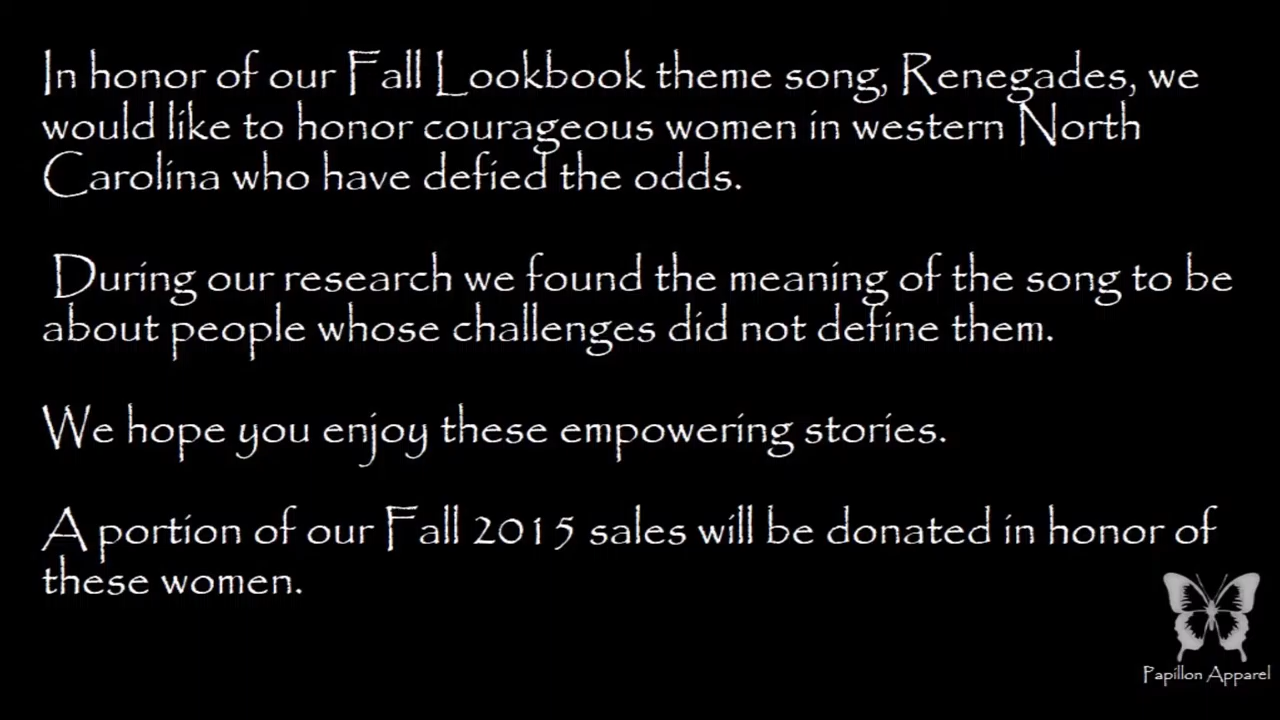 In honor of our Fall Lookbook theme song, Renegades, we
would like to honor courageous women in western North
Carolina who have defied the odds.
During our research we found the meaning of the song to be
about people whose challenges did not define them.
We hope you enjoy these empowering stories.
A portion of our Fall 2015 sales will be donated in honor of
these women.
Papillon Apparel